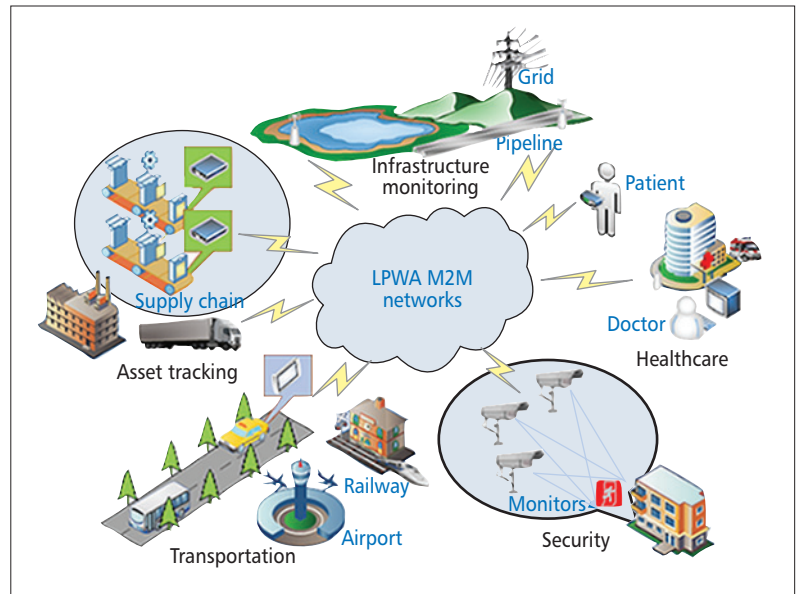 Grid
Pipeline
Infrastructure
monitoring
Patient
LPWA M2M
networks
Supply chain
Doctor
Healthcare
Asset tracking
Railway
Monitors
Airport
Security
Transportation